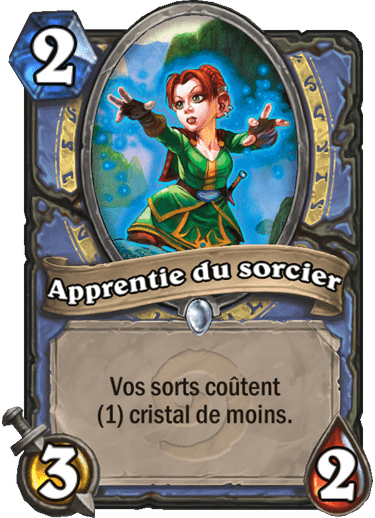 2
Apprentie du sorcier
Vos sorts coûtent
(1) cristal de moins.
3
2